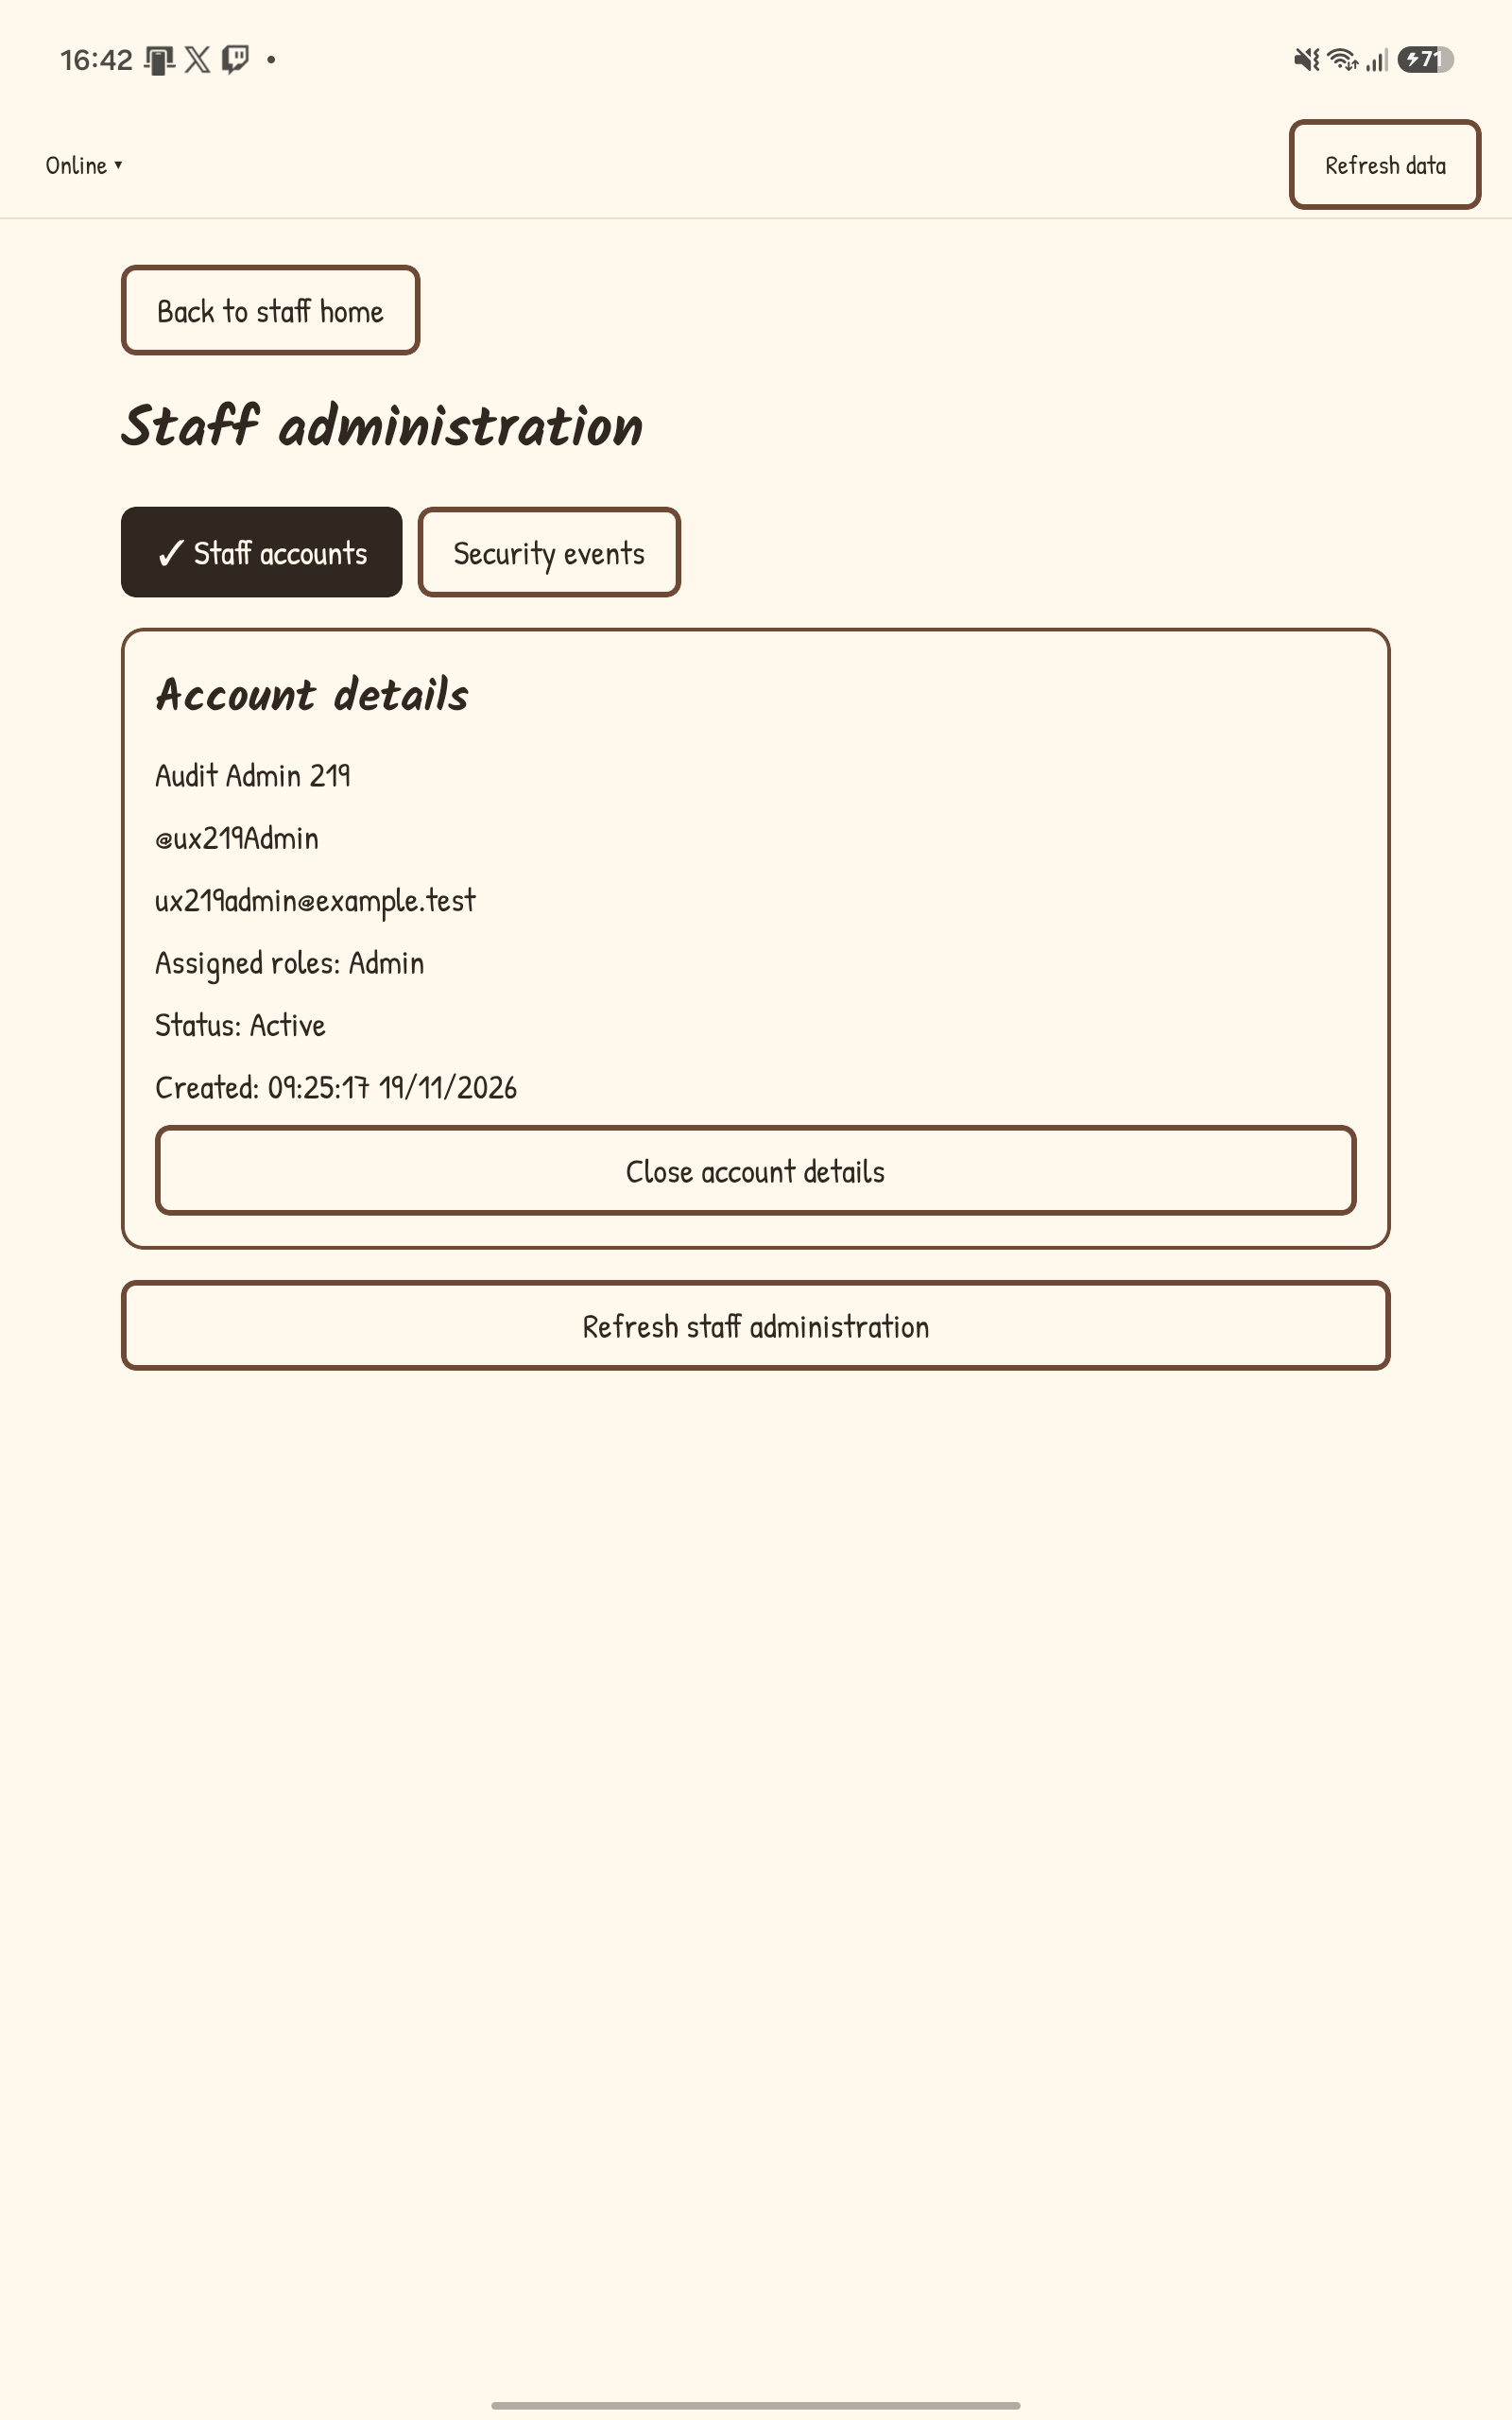 16:42
71
Online ▾
Refresh data
Back to staff home
Staff administration
✓ Staff accounts
Security events
Account details
Audit Admin 219
@ux219Admin
ux219admin@example.test
Assigned roles: Admin
Status: Active
Created: 09:25:17 19/11/2026
Close account details
Refresh staff administration